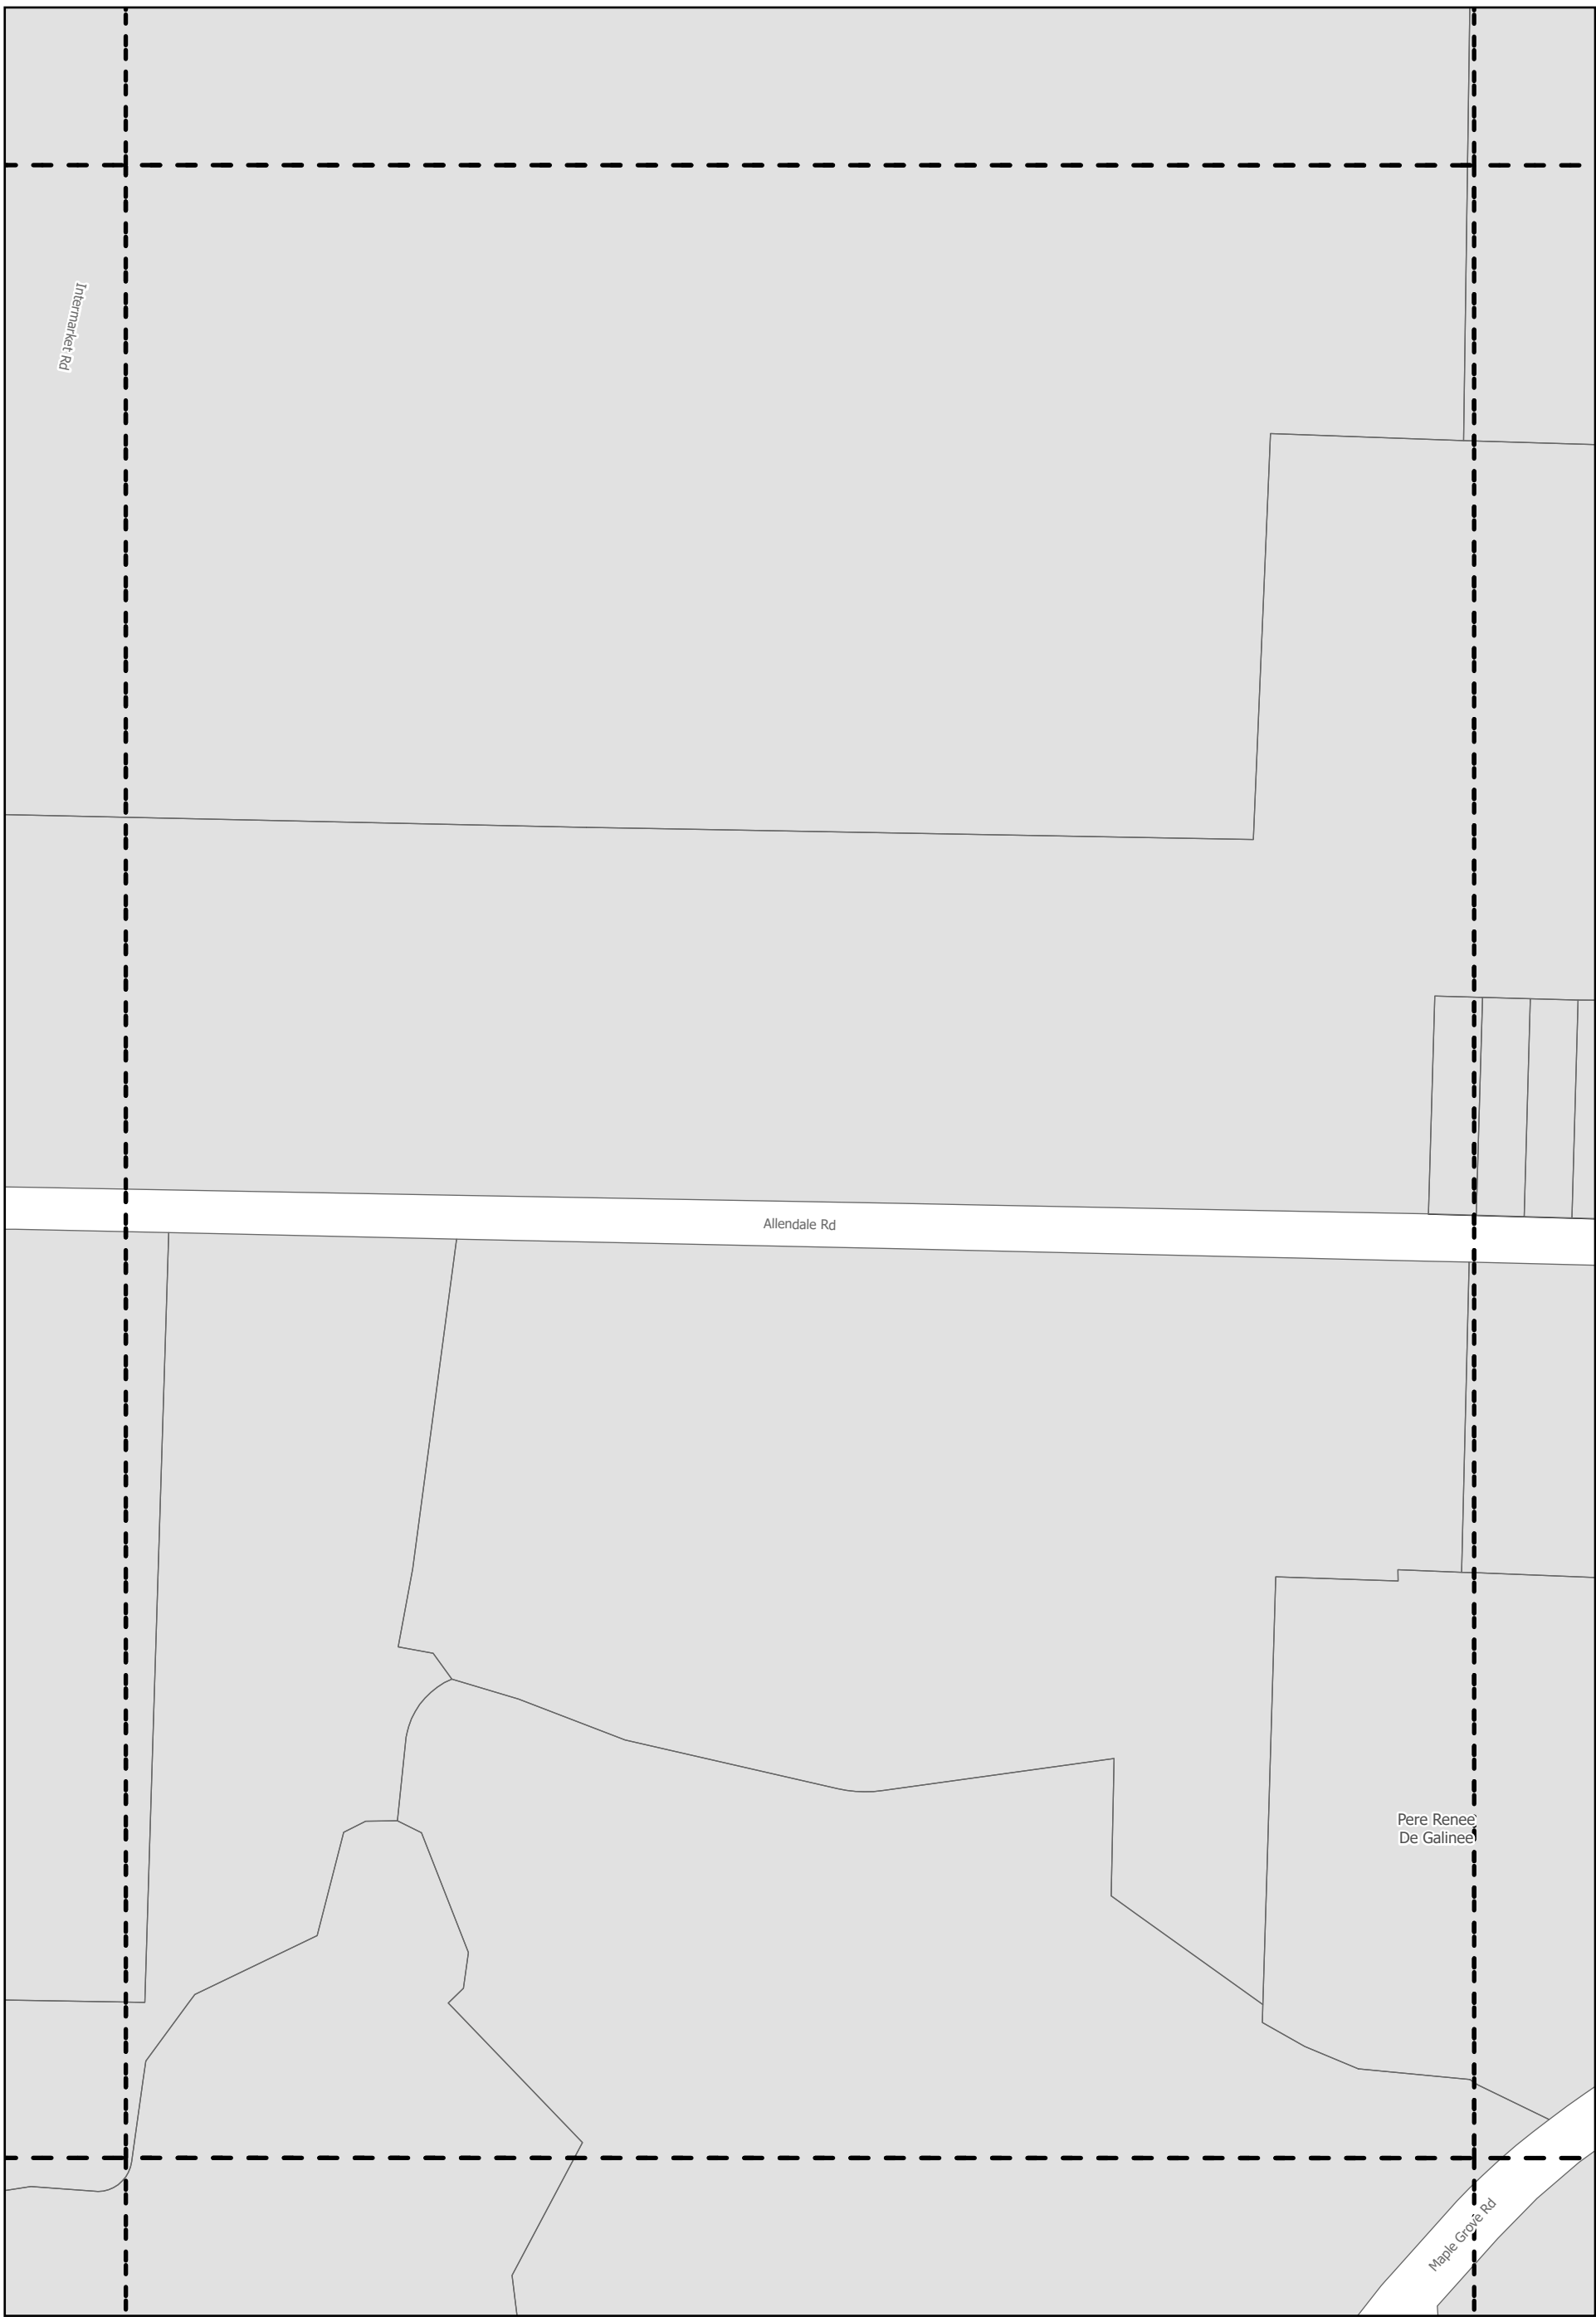 Intermarket Rd
Allendale Rd
Pere Renee
De Galinee
Maple Grove Rd